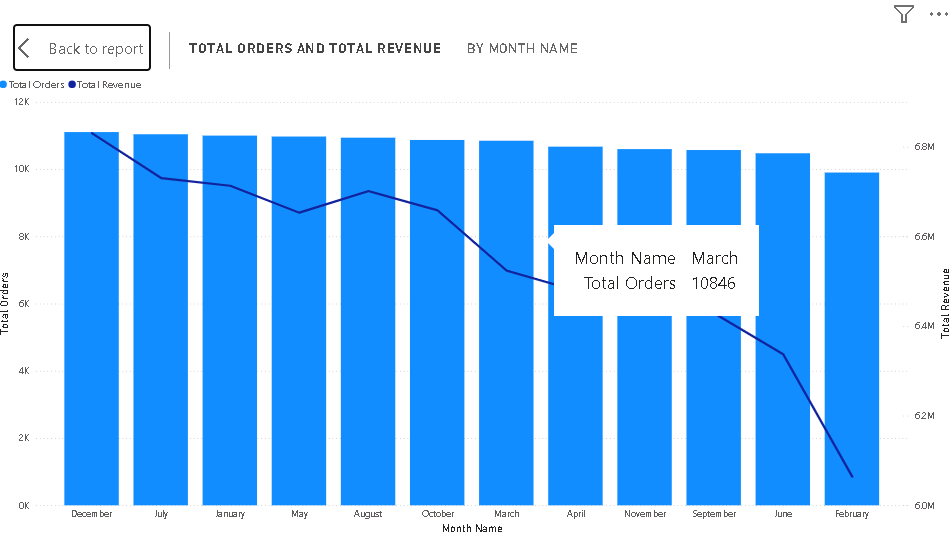 Back to report
TOTAL ORDERS AND TOTAL REVENUE BY MONTH NAME
Total Orders Total Revenue
12K
10K
8K
6K
4K
2K
0K
Total Orders
6.8M
6.6M
6.4M
6.2M
6.0M
Total Revenue
Month Name March
Total Orders 10846
December July January May August October March April November September June February
Month Name